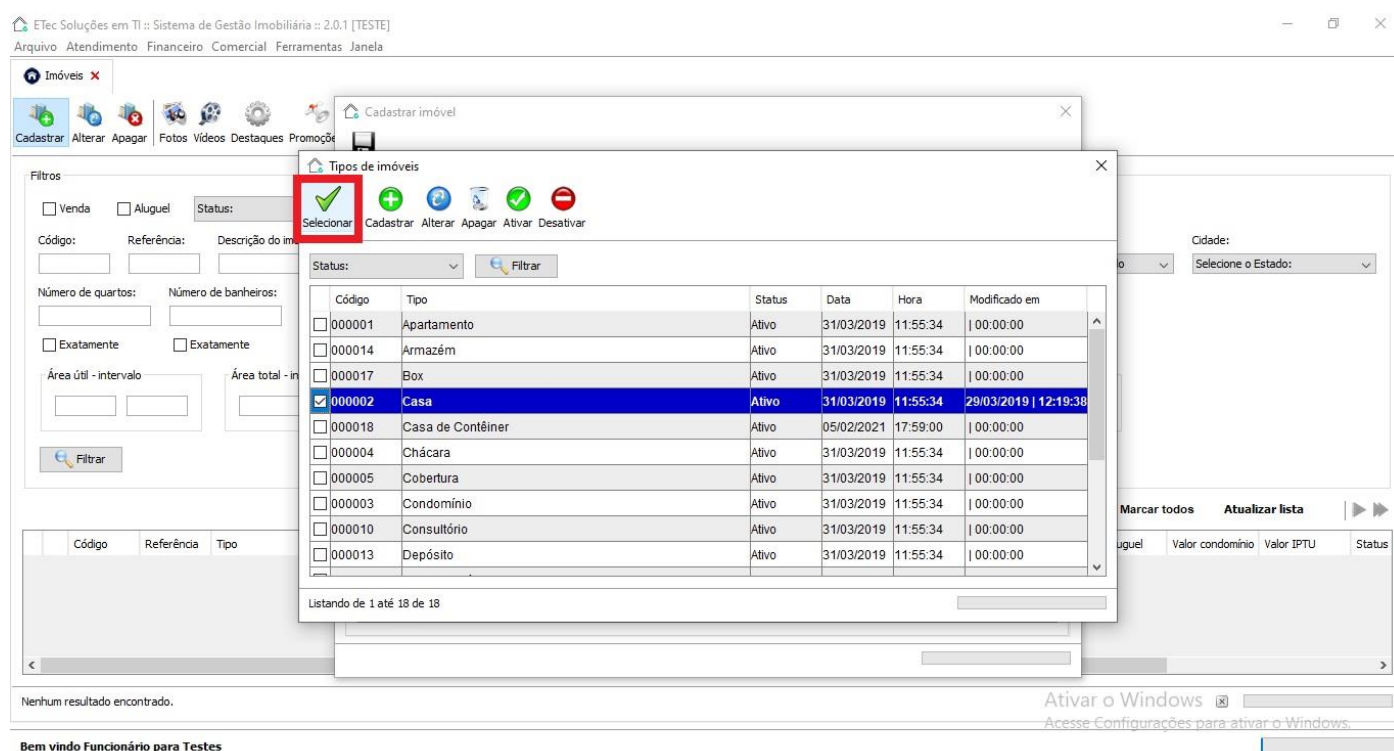 ETec Soluções em TI :: Sistema de Gestão Imobiliária :: 2.0.1 [TESTE]
Arquivo Atendimento Financeiro Comercial Ferramentas Janela
Imóveis
Cadastrar Alterar Apagar Fotos Vídeos Destaques Promoçõe
Cadastrar imóvel
Tipos de imóveis
Selecionar Cadastrar Alterar Apagar Ativar Desativar
Filtros
Venda Aluguel Status:
Código: Referência: Descrição do im
Cidade:
Selecione o Estado:
Número de quartos: Número de banheiros:
Exatamente Exatamente
Área útil - intervalo Área total - in
Filtrar
Status: Filtrar
Código Tipo Status Data Hora Modificado em
000001 Apartamento Ativo 31/03/2019 11:55:34 | 00:00:00
000014 Armazém Ativo 31/03/2019 11:55:34 | 00:00:00
000017 Box Ativo 31/03/2019 11:55:34 | 00:00:00
000002 Casa Ativo 31/03/2019 11:55:34 29/03/2019 | 12:19:38
000018 Casa de Contêiner Ativo 05/02/2021 17:59:00 | 00:00:00
000004 Chácara Ativo 31/03/2019 11:55:34 | 00:00:00
000005 Cobertura Ativo 31/03/2019 11:55:34 | 00:00:00
000003 Condomínio Ativo 31/03/2019 11:55:34 | 00:00:00
000010 Consultório Ativo 31/03/2019 11:55:34 | 00:00:00
000013 Depósito Ativo 31/03/2019 11:55:34 | 00:00:00
Listando de 1 até 18 de 18
Marcar todos Atualizar lista
Código Referência Tipo
uguel Valor condomínio Valor IPTU Status
Nenhum resultado encontrado.
Ativar o Windows
Acesse Configurações para ativar o Windows.
Bem vindo Funcionário para Testes